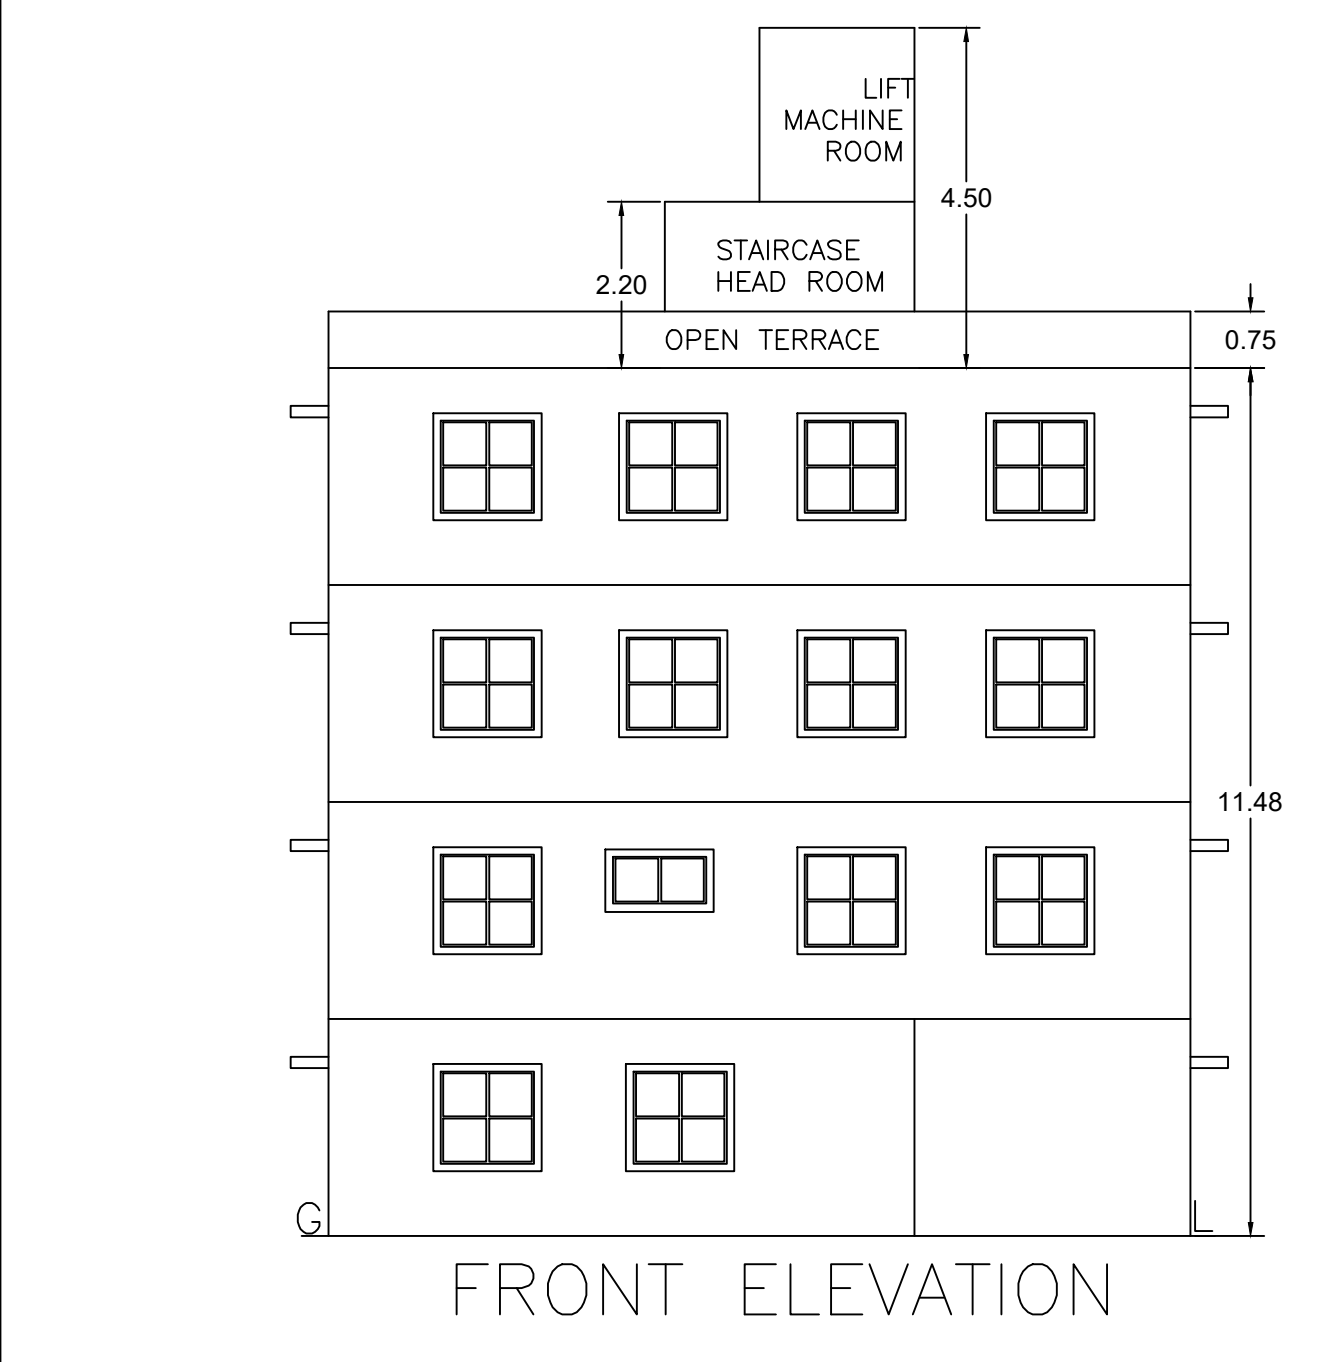 LIFT
MACHINE
ROOM
4.50
STAIRCASE
HEAD ROOM
2.20
OPEN TERRACE
0.75
11.48
G
L
FRONT ELEVATION